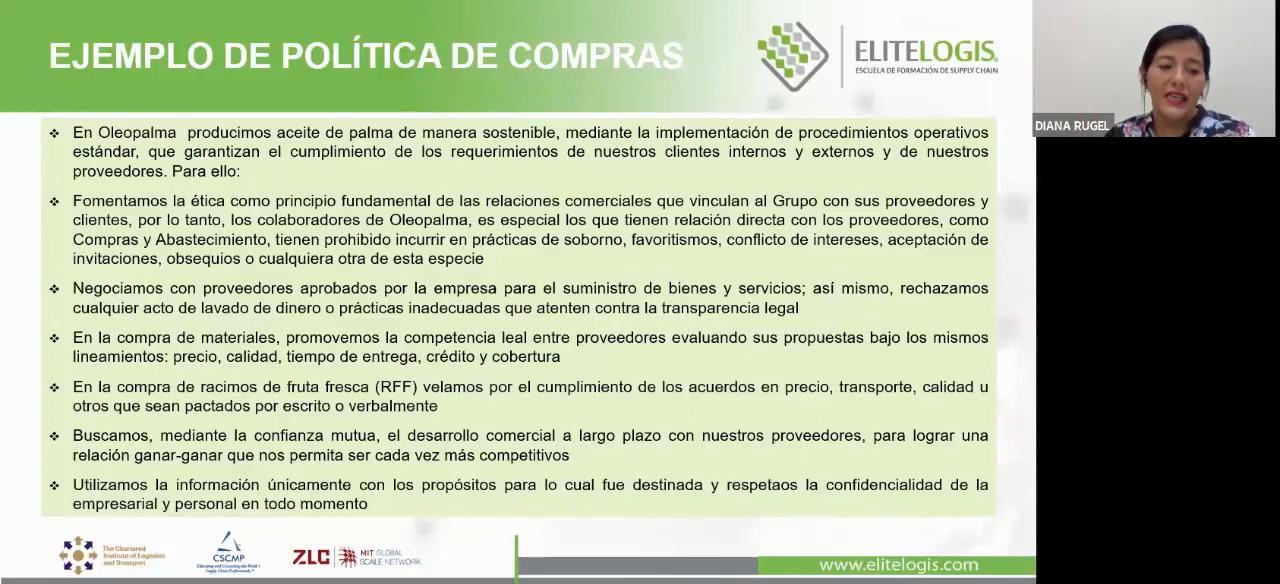 EJEMPLO DE POLÍTICA DE COMPRAS
ELITELOGIS®
ESCUELA DE FORMACIÓN DE SUPPLY CHAIN
DIANA RUGEL
❖ En Oleopalma producimos aceite de palma de manera sostenible, mediante la implementación de procedimientos operativos
estándar, que garantizan el cumplimiento de los requerimientos de nuestros clientes internos y externos y de nuestros
proveedores. Para ello:
❖ Fomentamos la ética como principio fundamental de las relaciones comerciales que vinculan al Grupo con sus proveedores y
clientes, por lo tanto, los colaboradores de Oleopalma, es especial los que tienen relación directa con los proveedores, como
Compras y Abastecimiento, tienen prohibido incurrir en prácticas de soborno, favoritismos, conflicto de intereses, aceptación de
invitaciones, obsequios o cualquiera otra de esta especie
❖ Negociamos con proveedores aprobados por la empresa para el suministro de bienes y servicios; así mismo, rechazamos
cualquier acto de lavado de dinero o prácticas inadecuadas que atenten contra la transparencia legal
❖ En la compra de materiales, promovemos la competencia leal entre proveedores evaluando sus propuestas bajo los mismos
lineamientos: precio, calidad, tiempo de entrega, crédito y cobertura
❖ En la compra de racimos de fruta fresca (RFF) velamos por el cumplimiento de los acuerdos en precio, transporte, calidad u
otros que sean pactados por escrito o verbalmente
❖ Buscamos, mediante la confianza mutua, el desarrollo comercial a largo plazo con nuestros proveedores, para lograr una
relación ganar-ganar que nos permita ser cada vez más competitivos
❖ Utilizamos la información únicamente con los propósitos para lo cual fue destinada y respetaos la confidencialidad de la
empresarial y personal en todo momento
The Chartered
Institute of Logistics
and Transport
CSCMP
Educating and Connecting the World's
Supply Chain Professionals.™
ZLC
MIT GLOBAL
SCALE NETWORK
www.elitelogis.com